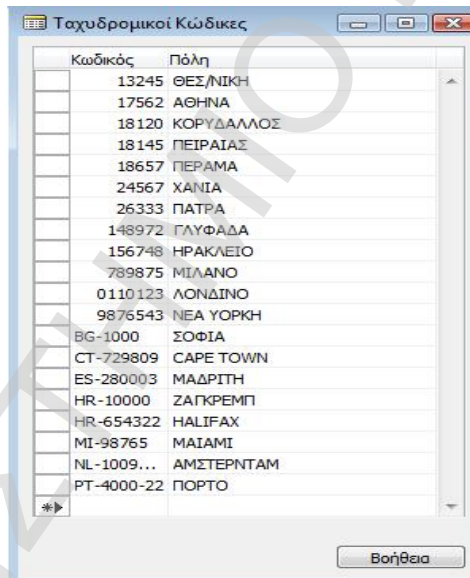 Ταχυδρομικοί Κώδικες
Κωδικός Πόλη
13245 ΘΕΣ/ΝΙΚΗ
17562 ΑΘΗΝΑ
18120 ΚΟΡΥΔΑΛΛΟΣ
18145 ΠΕΙΡΑΙΑΣ
18657 ΠΕΡΑΜΑ
24567 ΧΑΝΙΑ
26333 ΠΑΤΡΑ
148972 ΓΛΥΦΑΔΑ
156748 ΗΡΑΚΛΕΙΟ
789875 ΜΙΛΑΝΟ
0110123 ΛΟΝΔΙΝΟ
9876543 ΝΕΑ ΥΟΡΚΗ
BG-1000 ΣΟΦΙΑ
CT-729809 CAPE TOWN
ES-280003 ΜΑΔΡΙΤΗ
HR-10000 ΖΑΓΚΡΕΜΠ
HR-654322 HALIFAX
MI-98765 ΜΑΙΑΜΙ
NL-1009... ΑΜΣΤΕΡΝΤΑΜ
PT-4000-22 ΠΟΡΤΟ
Βοήθεια